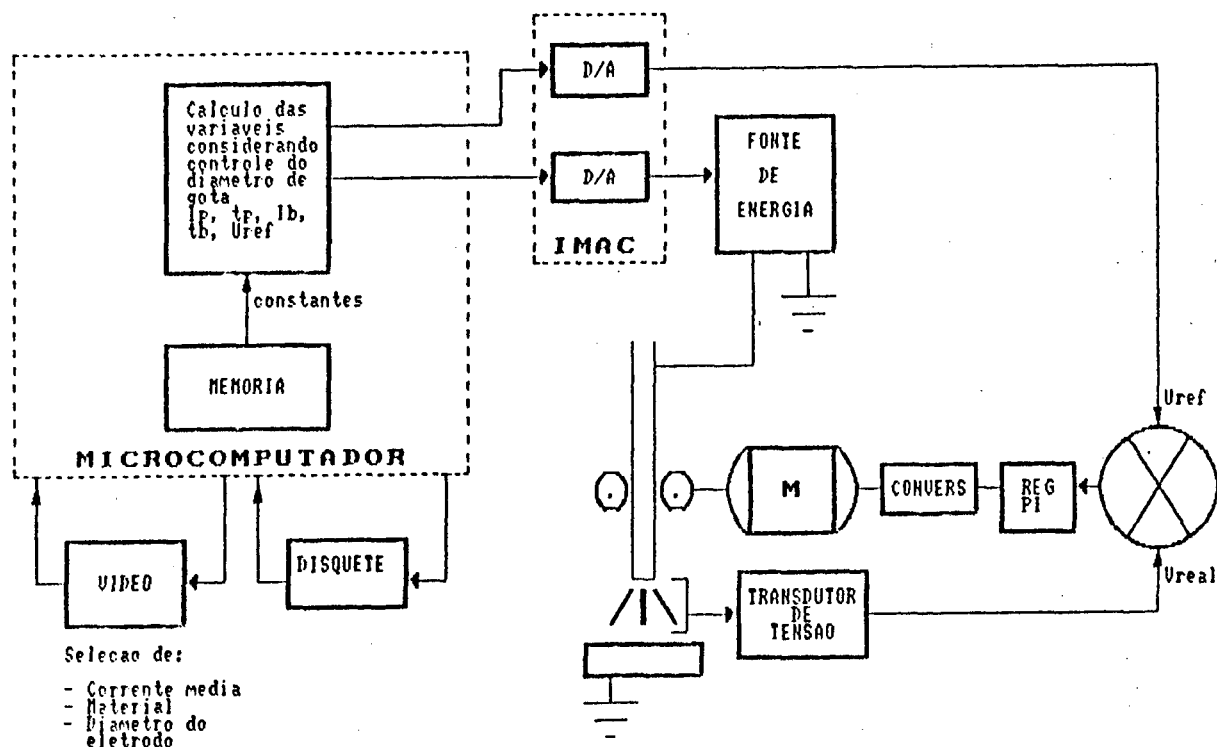 D/A
Calculo das
variaveis
considerando
controle do
diametro de
gota
Ip, tp, Ib,
tb, Uref
D/A
IMAC
FONTE
DE
ENERGIA
constantes
MEMORIA
MICROCOMPUTADOR
VIDEO
DISQUETE
Selecao de:
- Corrente media
- Material
- Diametro do
eletrodo
M
CONVERS
REG
PI
Uref
Ureal
TRANSDUTOR
DE
TENSAO